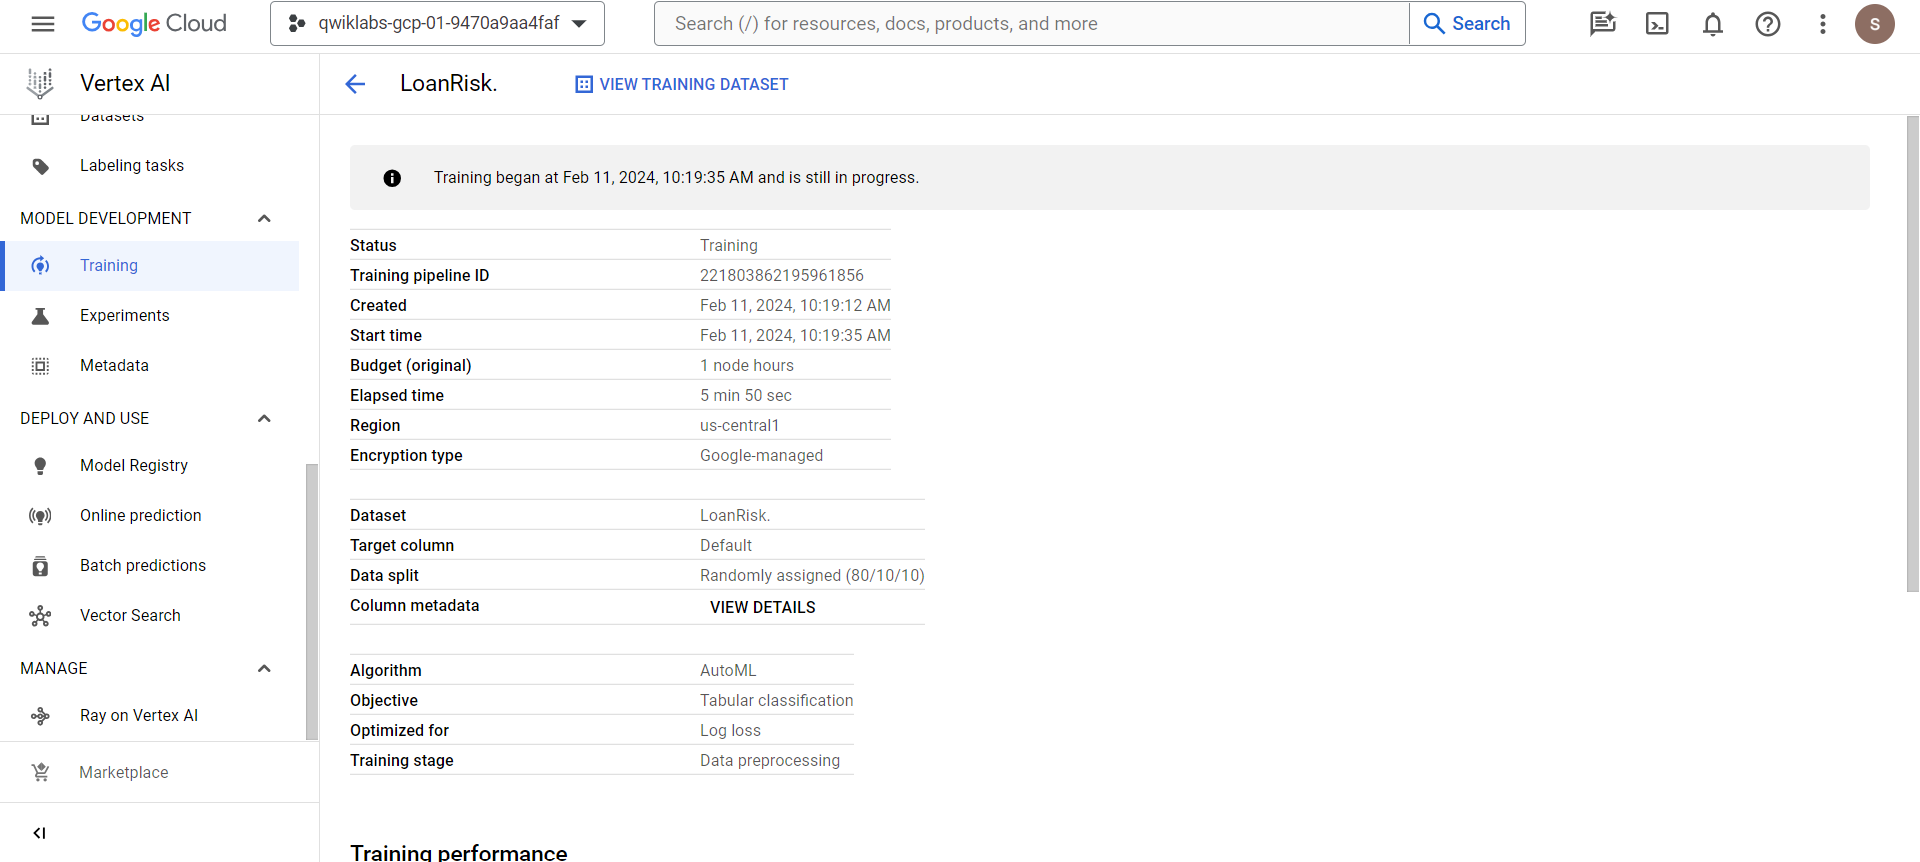 Google Cloud
qwiklabs-gcp-01-9470a9aa4faf
Search (/) for resources, docs, products, and more
Search
S
Vertex AI
LoanRisk.
VIEW TRAINING DATASET
Datasets
Labeling tasks
MODEL DEVELOPMENT
Training
Experiments
Metadata
DEPLOY AND USE
Model Registry
Online prediction
Batch predictions
Vector Search
MANAGE
Ray on Vertex AI
Marketplace
Training began at Feb 11, 2024, 10:19:35 AM and is still in progress.
Status Training
Training pipeline ID 221803862195961856
Created Feb 11, 2024, 10:19:12 AM
Start time Feb 11, 2024, 10:19:35 AM
Budget (original) 1 node hours
Elapsed time 5 min 50 sec
Region us-central1
Encryption type Google-managed
Dataset LoanRisk.
Target column Default
Data split Randomly assigned (80/10/10)
Column metadata VIEW DETAILS
Algorithm AutoML
Objective Tabular classification
Optimized for Log loss
Training stage Data preprocessing
Training performance